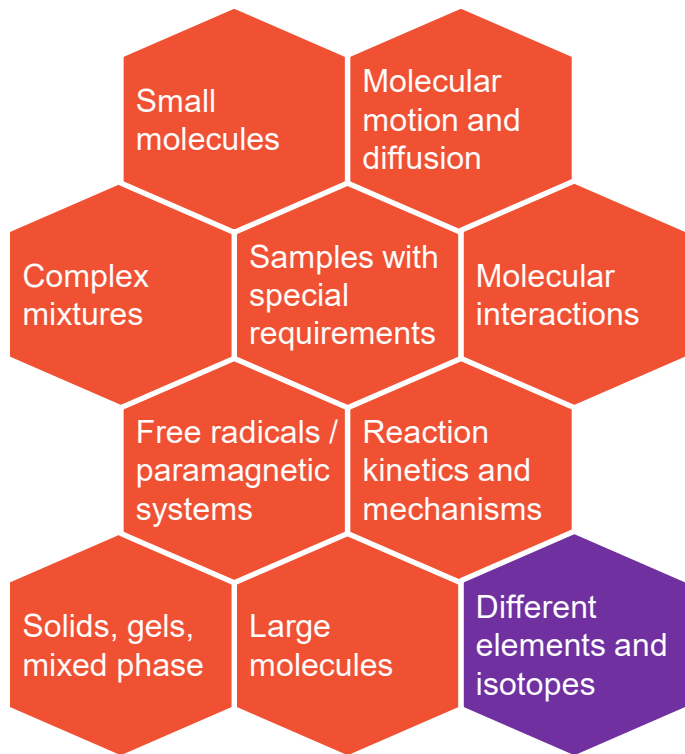 Small
molecules
Molecular
motion and
diffusion
Complex
mixtures
Samples with
special
requirements
Molecular
interactions
Free radicals /
paramagnetic
systems
Reaction
kinetics and
mechanisms
Solids, gels,
mixed phase
Large
molecules
Different
elements and
isotopes